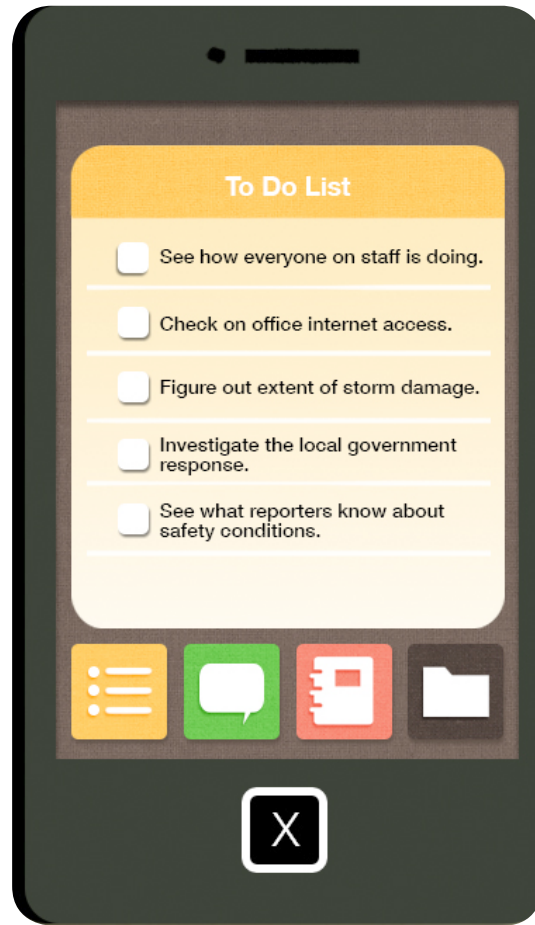 To Do List
See how everyone on staff is doing.
Check on office internet access.
Figure out extent of storm damage.
Investigate the local government
response.
See what reporters know about
safety conditions.
X